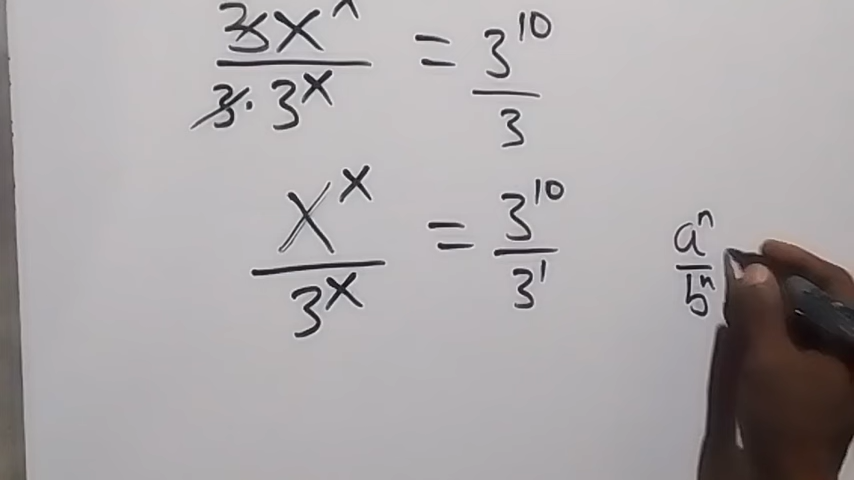 3x^x / 3·3^x = 3^10 / 3
x^x / 3^x = 3^10 / 3^1
a^n / b^n